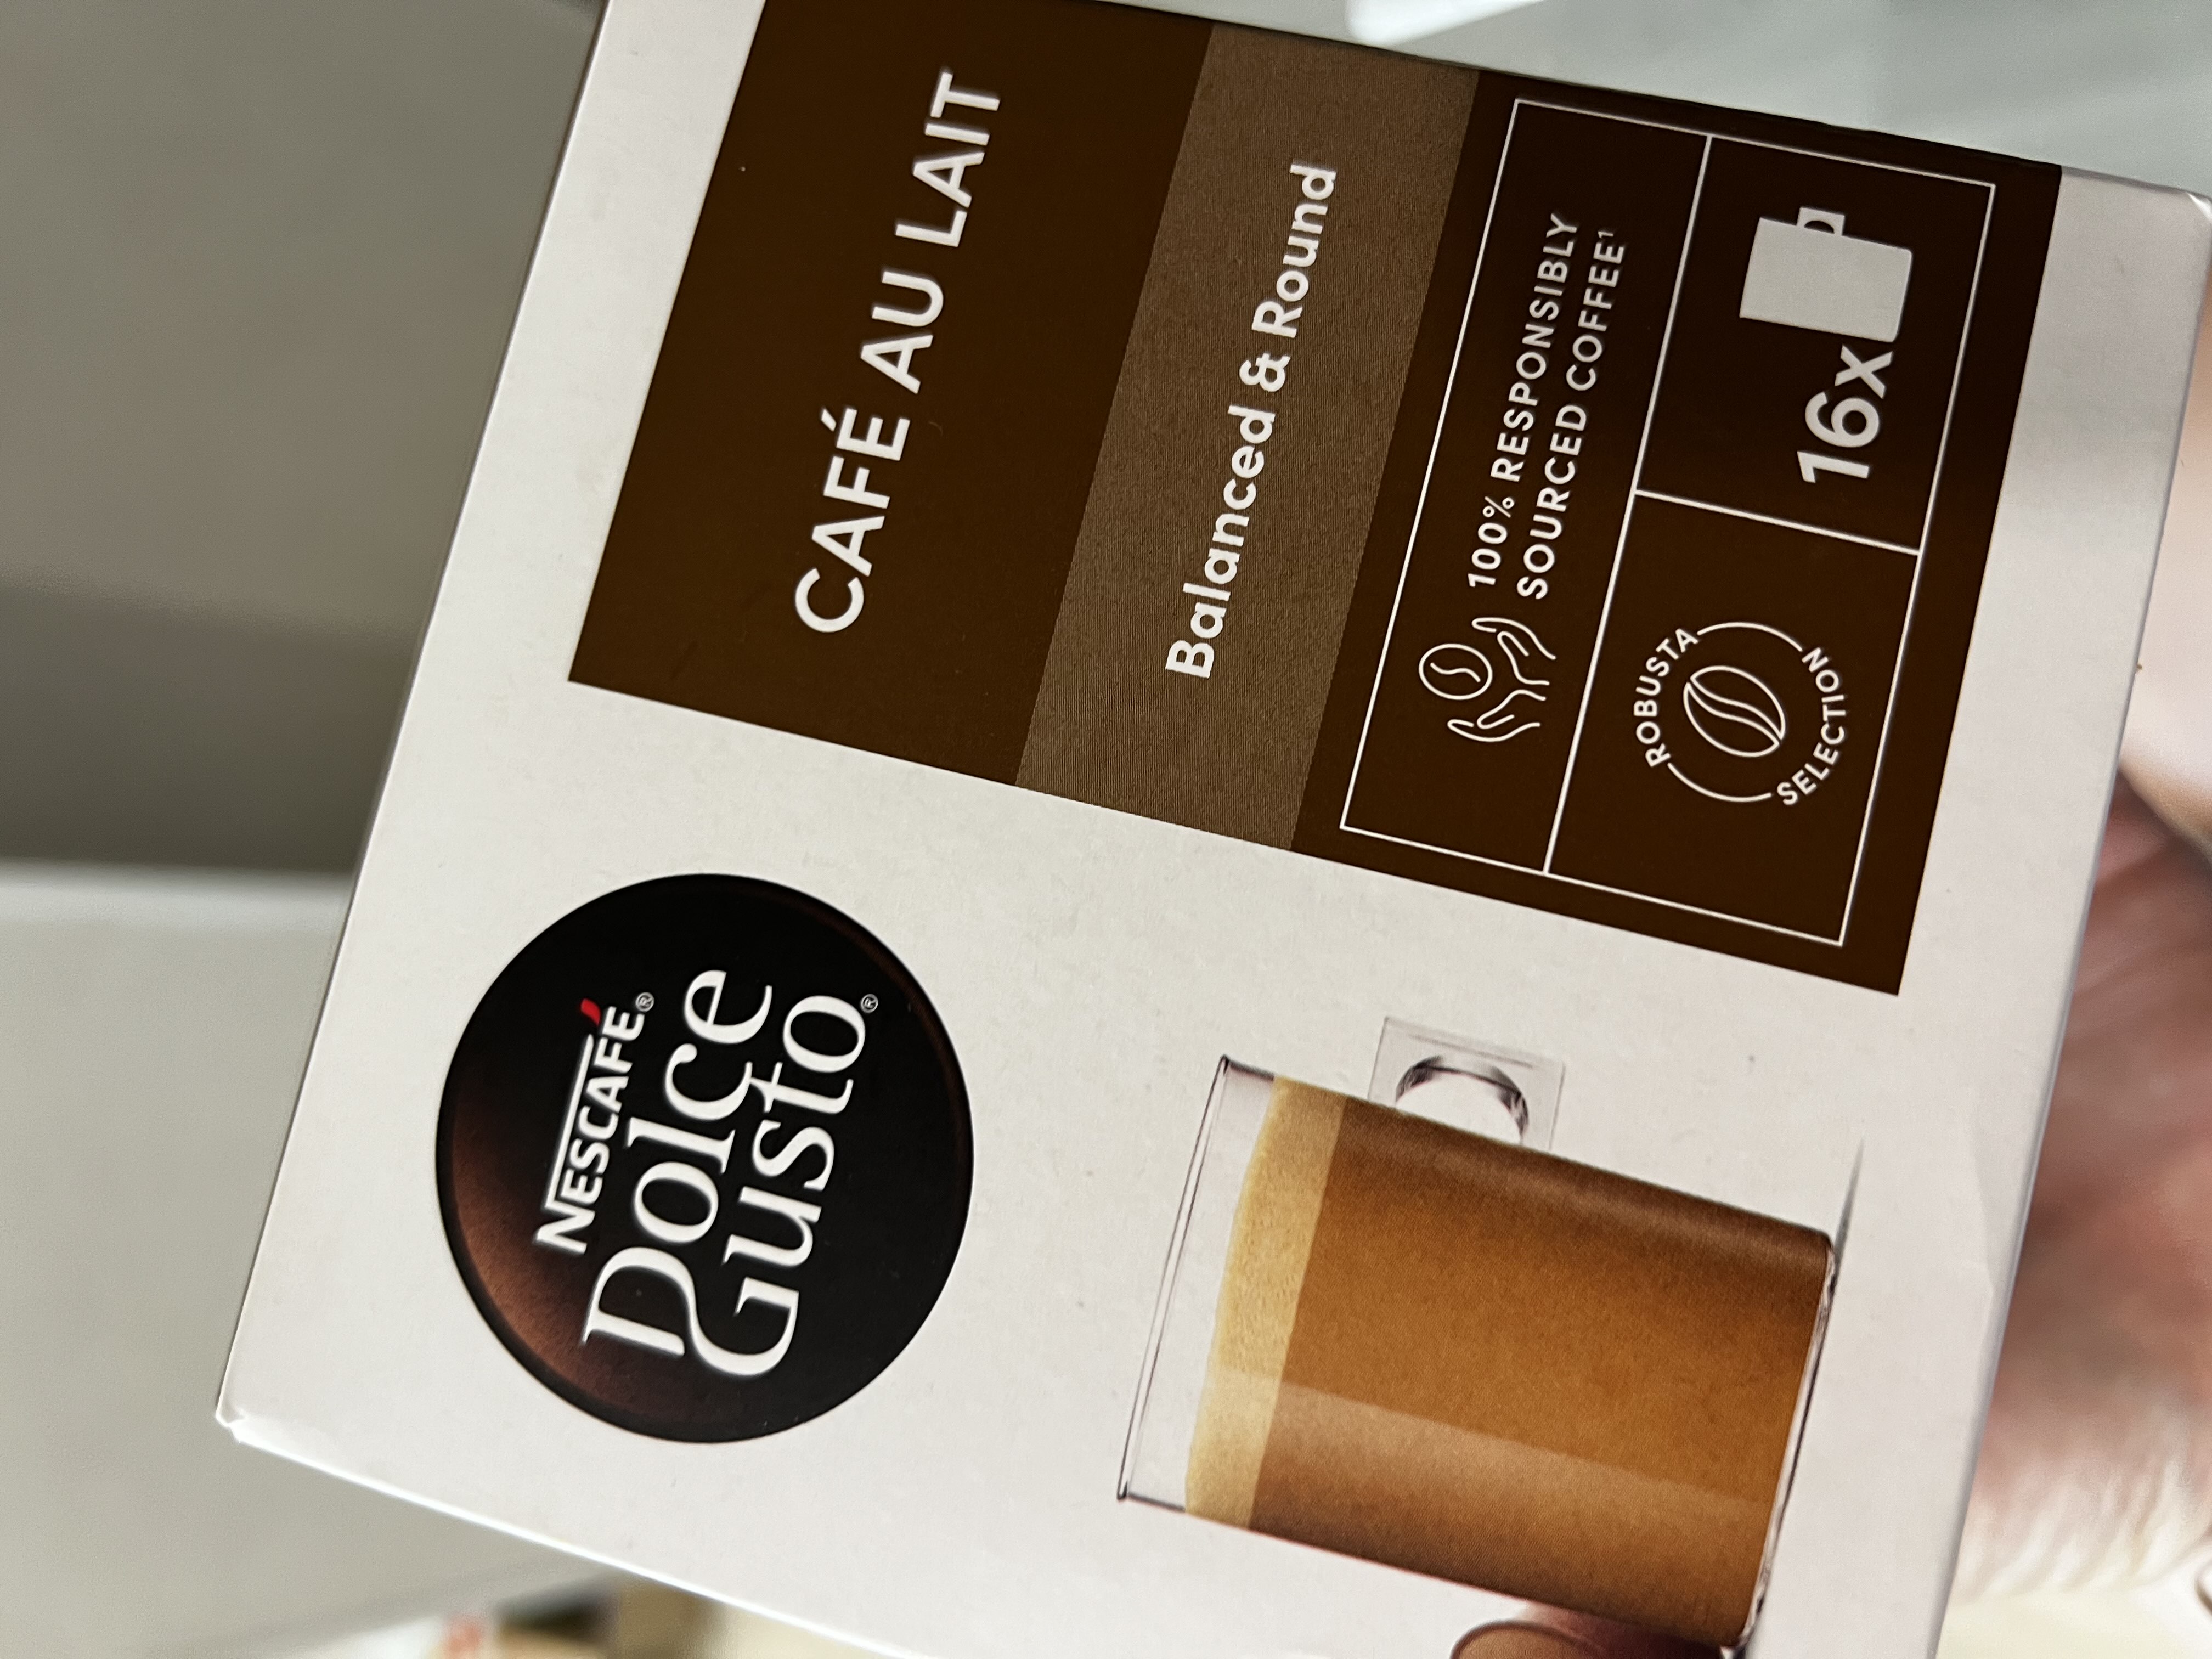 NESCAFÉ®
Dolce
Gusto®
CAFÉ AU LAIT
Balanced & Round
100% RESPONSIBLY
SOURCED COFFEE¹
ROBUSTA
SELECTION
16x